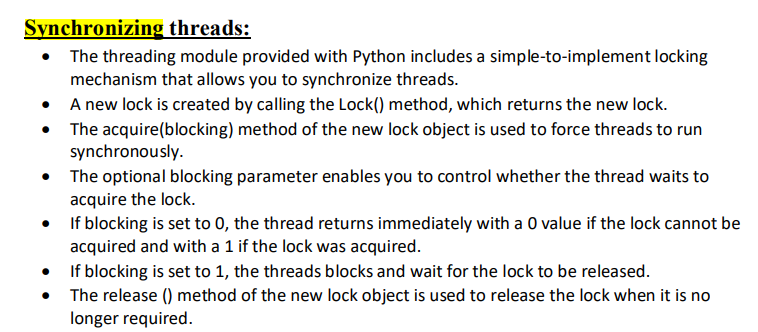 Synchronizing threads:
• The threading module provided with Python includes a simple-to-implement locking
mechanism that allows you to synchronize threads.
• A new lock is created by calling the Lock() method, which returns the new lock.
• The acquire(blocking) method of the new lock object is used to force threads to run
synchronously.
• The optional blocking parameter enables you to control whether the thread waits to
acquire the lock.
• If blocking is set to 0, the thread returns immediately with a 0 value if the lock cannot be
acquired and with a 1 if the lock was acquired.
• If blocking is set to 1, the threads blocks and wait for the lock to be released.
• The release () method of the new lock object is used to release the lock when it is no
longer required.